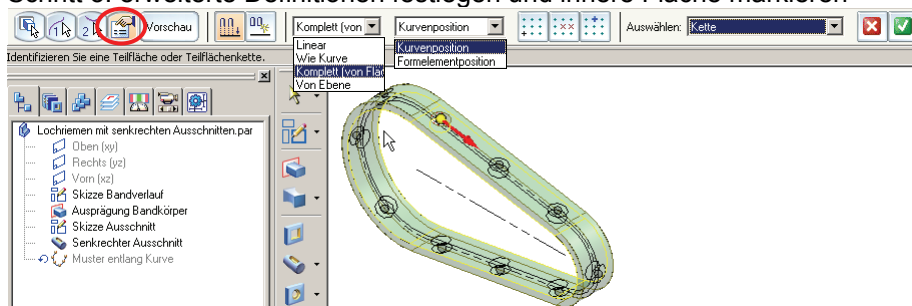 Schritt 3: erweiterte Definitionen festlegen und innere Fläche markieren
Vorschau
Komplett (von
Kurvenposition
Auswählen:
Kette
Linear
Wie Kurve
Komplett (von Fläc
Von Ebene
Kurvenposition
Formelementposition
Identifizieren Sie eine Teilfläche oder Teilflächenkette.
Lochriemen mit senkrechten Ausschnitten.par
Oben (xy)
Rechts (yz)
Vorn (xz)
Skizze Bandverlauf
Ausprägung Bandkörper
Skizze Ausschnitt
Senkrechter Ausschnitt
Muster entlang Kurve